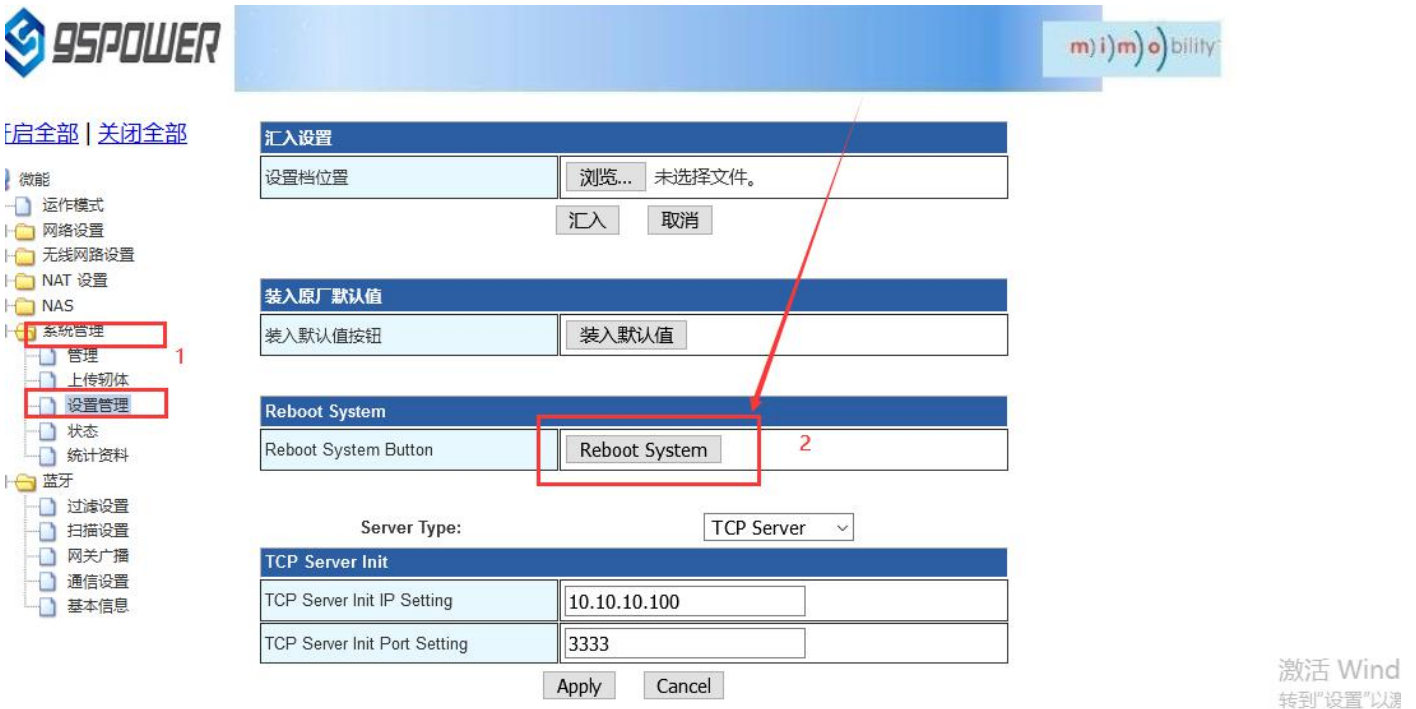 95POWER
m)i)m)o)bility
开启全部 | 关闭全部
微能
运作模式
网络设置
无线网路设置
NAT 设置
NAS
系统管理
管理
1
上传轫体
设置管理
状态
统计资料
蓝牙
过滤设置
扫描设置
网关广播
通信设置
基本信息
汇入设置
设置档位置
浏览... 未选择文件。
汇入 取消
装入原厂默认值
装入默认值按钮 装入默认值
Reboot System
Reboot System Button Reboot System 2
Server Type: TCP Server
TCP Server Init
TCP Server Init IP Setting 10.10.10.100
TCP Server Init Port Setting 3333
Apply Cancel
激活 Wind
转到"设置"以激